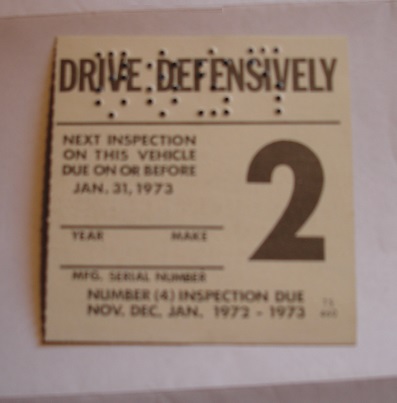 DRIVE DEFENSIVELY
NEXT INSPECTION
ON THIS VEHICLE
DUE ON OR BEFORE
JAN. 31, 1973
2
YEAR MAKE
MFG. SERIAL NUMBER
NUMBER (4) INSPECTION DUE
NOV. DEC. JAN. 1972 - 1973